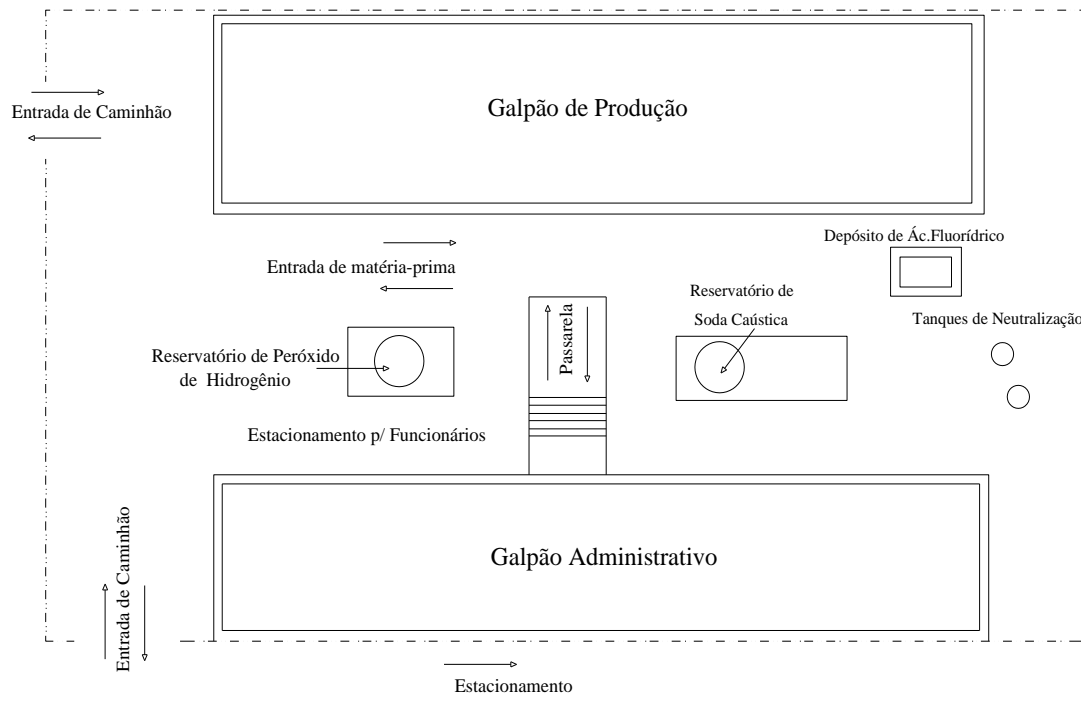 Galpão de Produção
Entrada de Caminhão
Depósito de Ác.Fluorídrico
Entrada de matéria-prima
Reservatório de
Soda Caústica
Passarela
Tanques de Neutralização
Reservatório de Peróxido
de Hidrogênio
Estacionamento p/ Funcionários
Galpão Administrativo
Entrada de Caminhão
Estacionamento